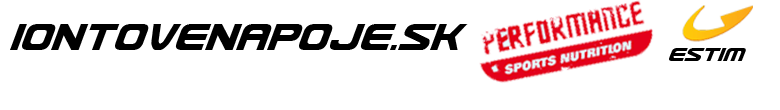 IONTOVENAPOJE.SK
PERFORMANCE
SPORTS NUTRITION
ESTIM